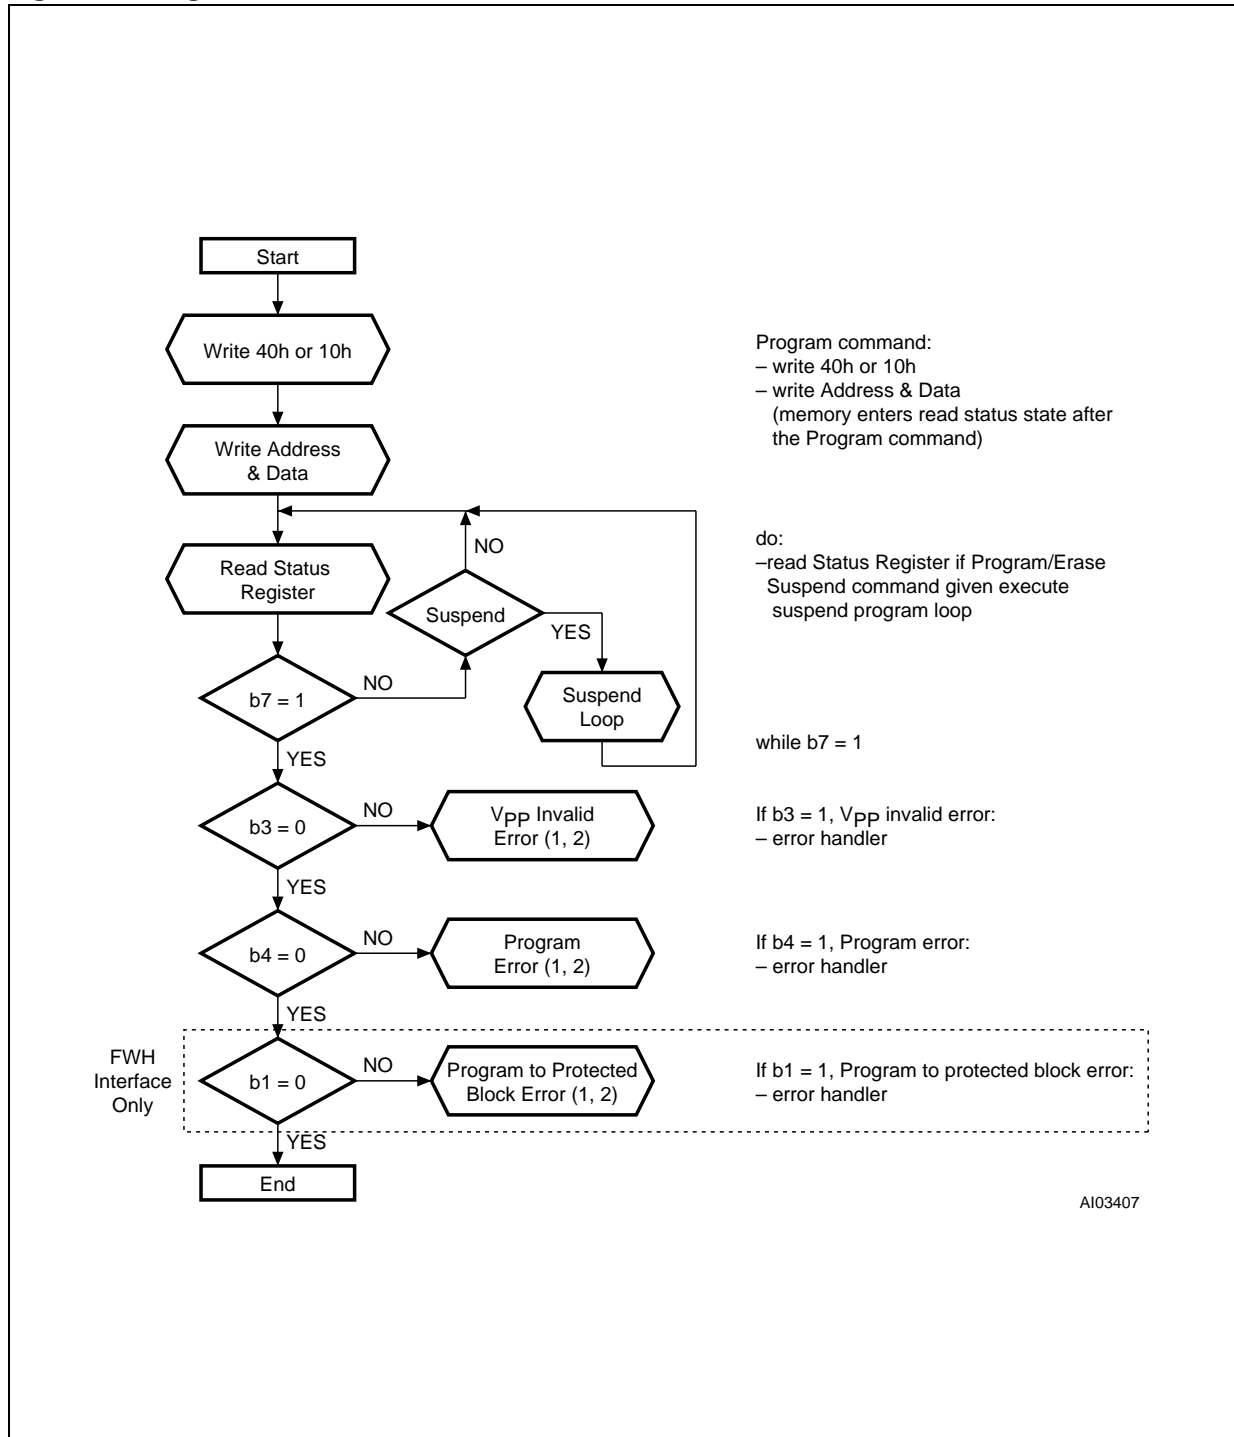 Start
Write 40h or 10h
Program command:
– write 40h or 10h
– write Address & Data
(memory enters read status state after
the Program command)
Write Address
& Data
do:
–read Status Register if Program/Erase
Suspend command given execute
suspend program loop
NO
Read Status
Register
Suspend
YES
b7 = 1
NO
Suspend
Loop
while b7 = 1
YES
b3 = 0
NO
VPP Invalid
Error (1, 2)
If b3 = 1, VPP invalid error:
– error handler
YES
b4 = 0
NO
Program
Error (1, 2)
If b4 = 1, Program error:
– error handler
YES
FWH
Interface
Only
b1 = 0
NO
Program to Protected
Block Error (1, 2)
If b1 = 1, Program to protected block error:
– error handler
YES
End
AI03407